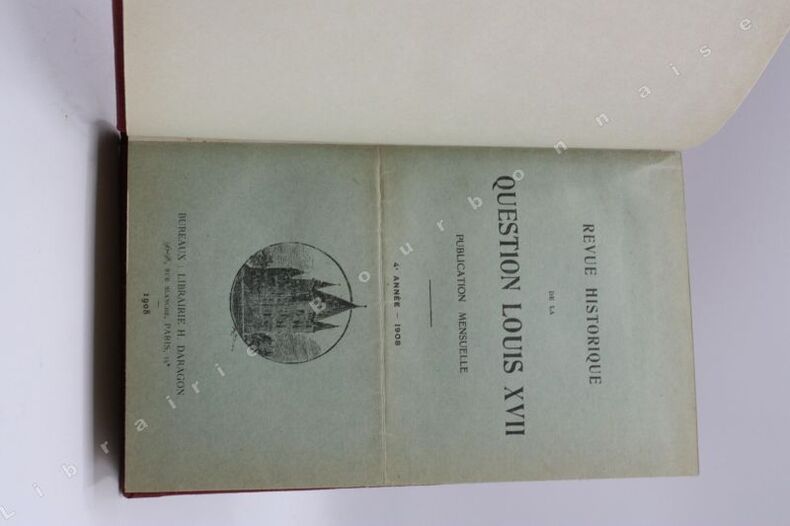 REVUE HISTORIQUE
DE LA
QUESTION LOUIS XVII
PUBLICATION MENSUELLE
4e ANNÉE — 1908
BUREAUX : LIBRAIRIE H. DARAGON
RUE BLANCHE, PARIS, 9e
1908
Librairie Bourbonnaise